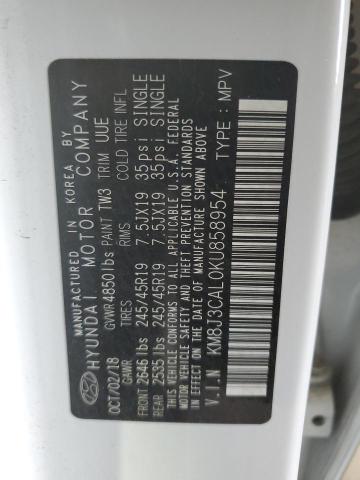 MANUFACTURED IN KOREA BY
HYUNDAI MOTOR COMPANY
OCT/02/18 GVWR 4850 lbs PAINT TW3 TRIM UUE
GAWR RIMS COLD TIRE INFL
FRONT 2646 lbs 245/45R19 7.5JX19 35psi SINGLE
REAR 2535 lbs 245/45R19 7.5JX19 35psi SINGLE
THIS VEHICLE CONFORMS TO ALL APPLICABLE U.S.A. FEDERAL
MOTOR VEHICLE SAFETY AND THEFT PREVENTION STANDARDS
IN EFFECT ON THE DATE OF MANUFACTURE SHOWN ABOVE.
V.I.N : KM8J3CAL0KU858954 TYPE : MPV